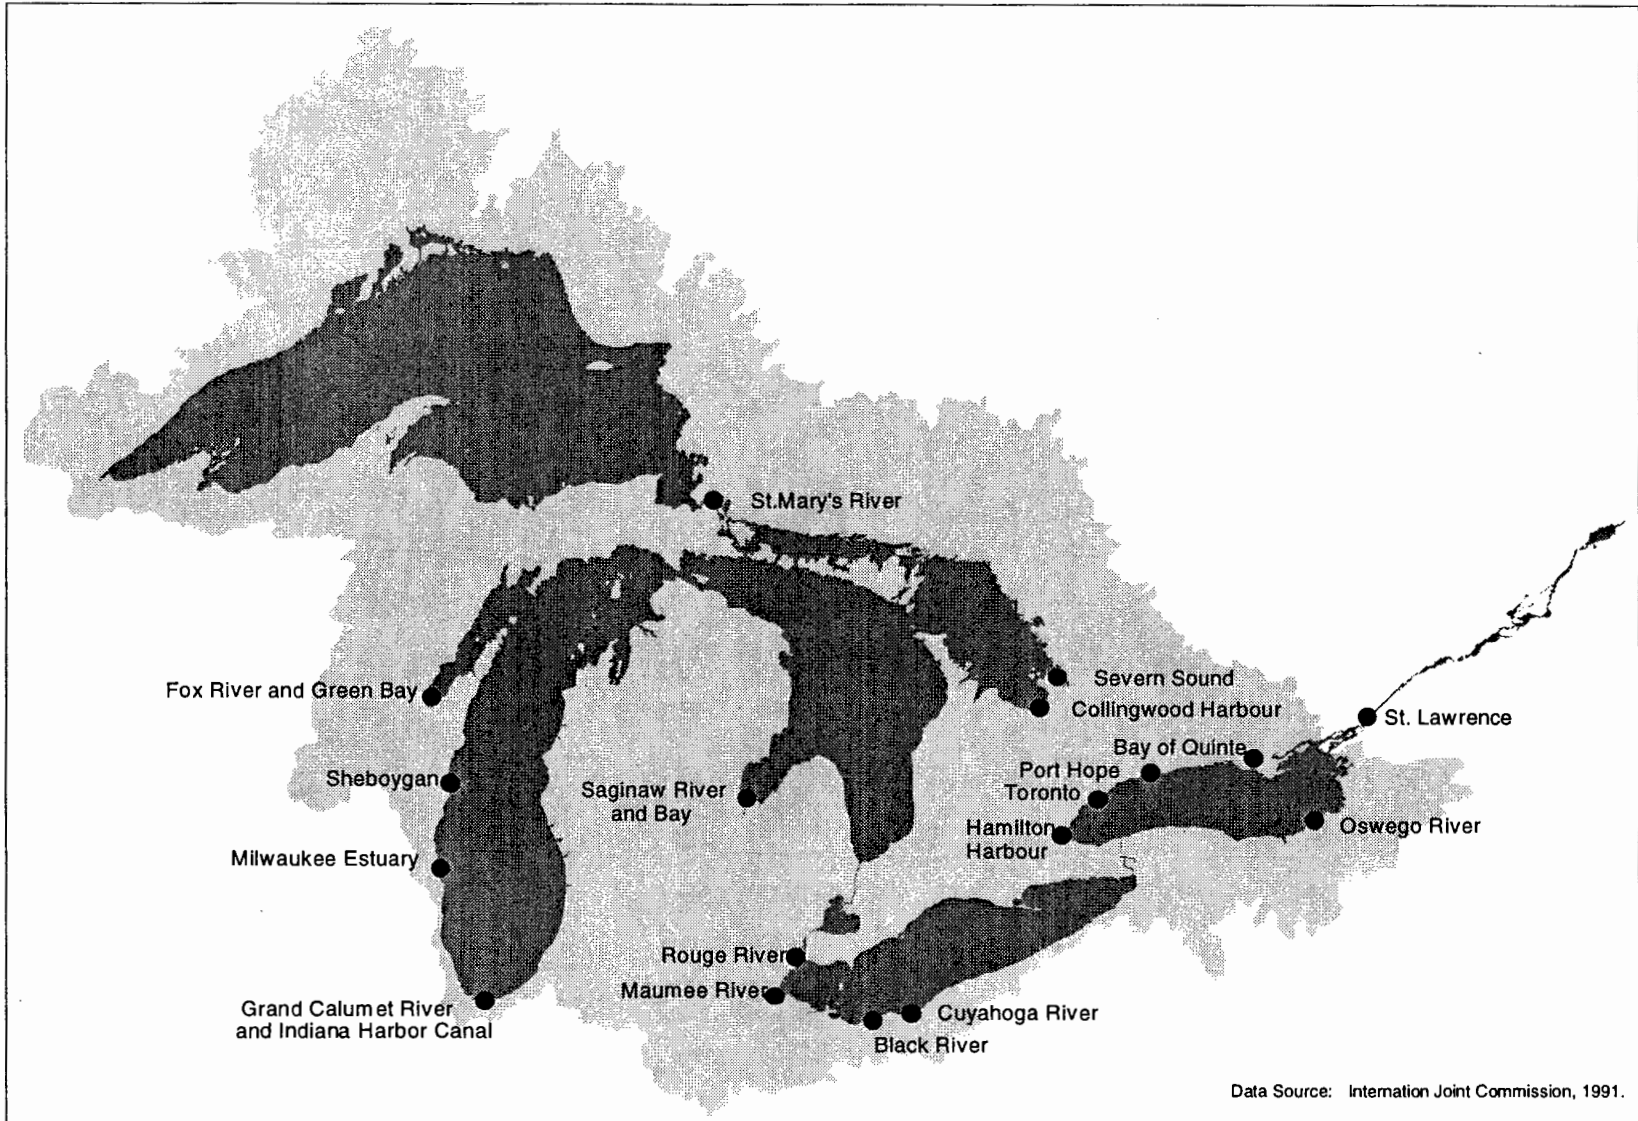 St.Mary's River
Fox River and Green Bay
Severn Sound
Collingwood Harbour
St. Lawrence
Bay of Quinte
Port Hope
Toronto
Sheboygan
Saginaw River
and Bay
Hamilton
Harbour
Oswego River
Milwaukee Estuary
Rouge River
Maumee River
Grand Calumet River
and Indiana Harbor Canal
Cuyahoga River
Black River
Data Source: Internation Joint Commission, 1991.